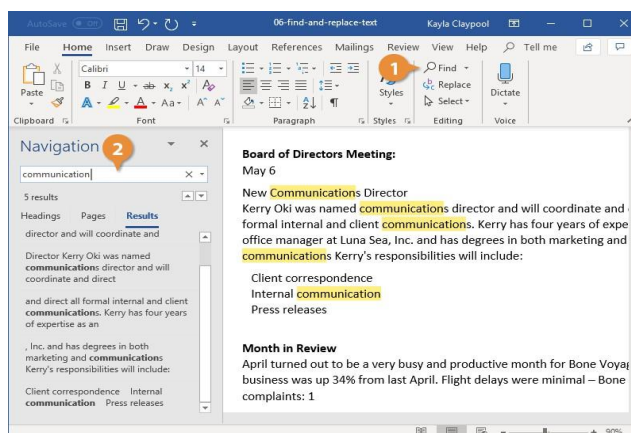 AutoSave Off 06-find-and-replace-text Kayla Claypool
File Home Insert Draw Design Layout References Mailings Review View Help Tell me
Calibri 14 1 Find
Paste B I U ab x₂ x² A Styles Replace Dictate
A A Aa A A Select
Clipboard Font Paragraph Styles Editing Voice
Navigation 2
communication
5 results
Headings Pages Results
director and will coordinate and
Director Kerry Oki was named
communications director and will
coordinate and direct
and direct all formal internal and client
communications. Kerry has four years
of expertise as an
, Inc. and has degrees in both
marketing and communications
Kerry's responsibilities will include:
Client correspondence Internal
communication Press releases
Board of Directors Meeting:
May 6
New Communications Director
Kerry Oki was named communications director and will coordinate and
formal internal and client communications. Kerry has four years of expe
office manager at Luna Sea, Inc. and has degrees in both marketing and
communications Kerry's responsibilities will include:
Client correspondence
Internal communication
Press releases
Month in Review
April turned out to be a very busy and productive month for Bone Voyag
business was up 34% from last April. Flight delays were minimal – Bone
complaints: 1
90%